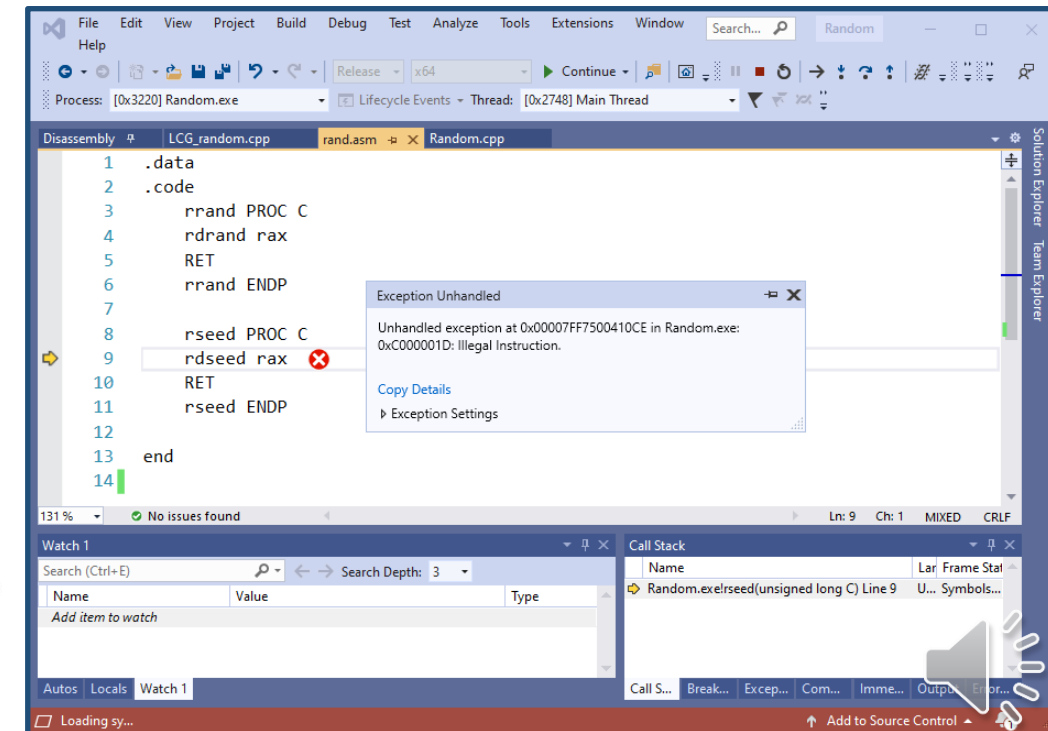 File Edit View Project Build Debug Test Analyze Tools Extensions Window Search... Random
Help
Release x64 Continue
Process: [0x3220] Random.exe Lifecycle Events Thread: [0x2748] Main Thread
Disassembly LCG_random.cpp rand.asm Random.cpp
1 .data
2 .code
3 rrand PROC C
4 rdrand rax
5 RET
6 rrand ENDP
7
8 rseed PROC C
9 rdseed rax
10 RET
11 rseed ENDP
12
13 end
14
Exception Unhandled
Unhandled exception at 0x00007FF7500410CE in Random.exe:
0xC000001D: Illegal Instruction.
Copy Details
Exception Settings
Solution Explorer
Team Explorer
131 % No issues found Ln: 9 Ch: 1 MIXED CRLF
Watch 1
Search (Ctrl+E) Search Depth: 3
Name Value Type
Add item to watch
Autos Locals Watch 1
Call Stack
Name Lar Frame Stat
Random.exe!rseed(unsigned long C) Line 9 U... Symbols...
Call S... Break... Excep... Com... Imme... Output Error...
Loading sy... Add to Source Control 1